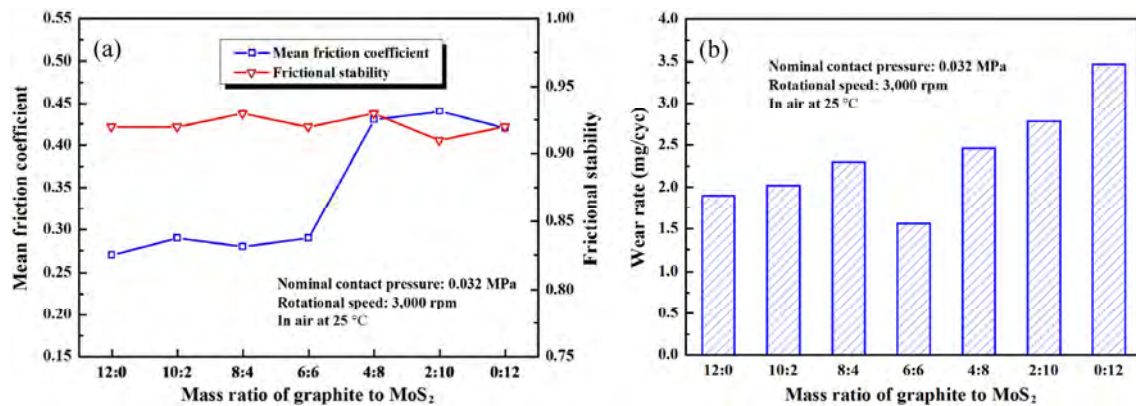 (a)
Mean friction coefficient
Frictional stability
0.55
0.50
0.45
0.40
0.35
0.30
0.25
0.20
0.15
Mean friction coefficient
1.00
0.95
0.90
0.85
0.80
0.75
Frictional stability
Nominal contact pressure: 0.032 MPa
Rotational speed: 3,000 rpm
In air at 25 °C
12:0 10:2 8:4 6:6 4:8 2:10 0:12
Mass ratio of graphite to MoS₂
(b)
Nominal contact pressure: 0.032 MPa
Rotational speed: 3,000 rpm
In air at 25 °C
4.0
3.5
3.0
2.5
2.0
1.5
1.0
0.5
0.0
Wear rate (mg/cyc)
12:0 10:2 8:4 6:6 4:8 2:10 0:12
Mass ratio of graphite to MoS₂